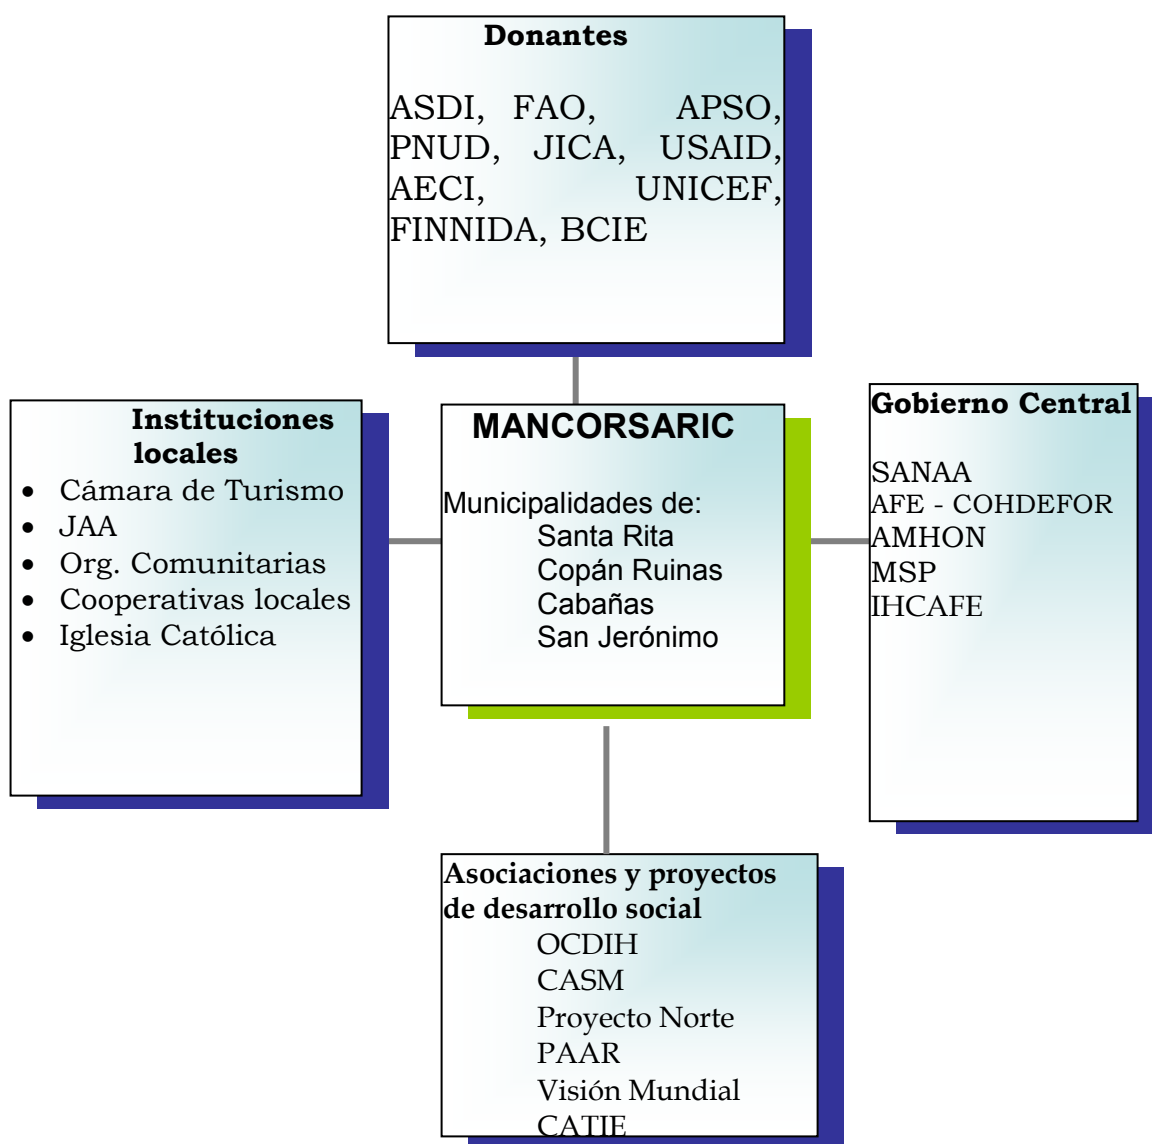 Donantes
ASDI, FAO, APSO,
PNUD, JICA, USAID,
AECI, UNICEF,
FINNIDA, BCIE
Instituciones
locales
• Cámara de Turismo
• JAA
• Org. Comunitarias
• Cooperativas locales
• Iglesia Católica
MANCORSARIC
Municipalidades de:
Santa Rita
Copán Ruinas
Cabañas
San Jerónimo
Gobierno Central
SANAA
AFE - COHDEFOR
AMHON
MSP
IHCAFE
Asociaciones y proyectos
de desarrollo social
OCDIH
CASM
Proyecto Norte
PAAR
Visión Mundial
CATIE